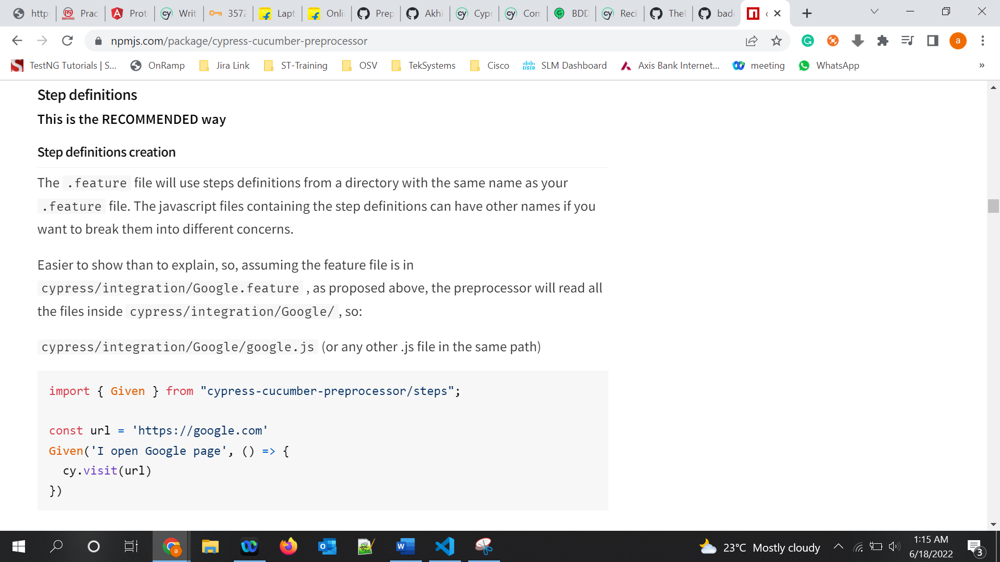 http Prac Prot Writ 3572 Lapt Onli Prep Akhi Cypr Com BDD Reci The bade
npmjs.com/package/cypress-cucumber-preprocessor
a
TestNG Tutorials | S... OnRamp Jira Link ST-Training OSV TekSystems Cisco SLM Dashboard Axis Bank Internet... meeting WhatsApp »
Step definitions
This is the RECOMMENDED way
Step definitions creation
The .feature file will use steps definitions from a directory with the same name as your
.feature file. The javascript files containing the step definitions can have other names if you
want to break them into different concerns.
Easier to show than to explain, so, assuming the feature file is in
cypress/integration/Google.feature , as proposed above, the preprocessor will read all
the files inside cypress/integration/Google/ , so:
cypress/integration/Google/google.js (or any other .js file in the same path)
import { Given } from "cypress-cucumber-preprocessor/steps";
const url = 'https://google.com'
Given('I open Google page', () => {
cy.visit(url)
})
23°C Mostly cloudy
1:15 AM
6/18/2022
3